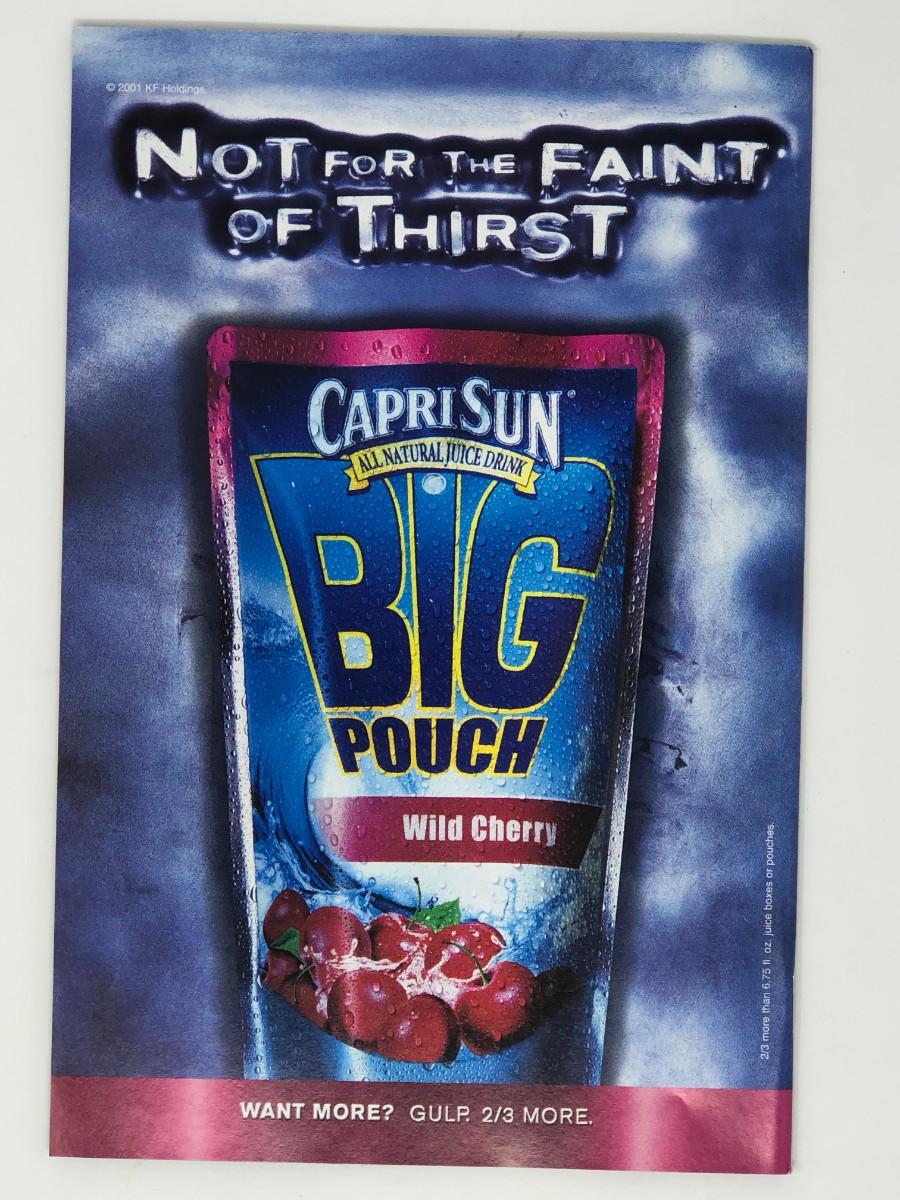 © 2001 KF Holdings.
NOT FOR THE FAINT
OF THIRST
CAPRI SUN®
ALL NATURAL JUICE DRINK
BIG
POUCH
Wild Cherry
2/3 more than 6.75 fl. oz. juice boxes or pouches.
WANT MORE? GULP. 2/3 MORE.